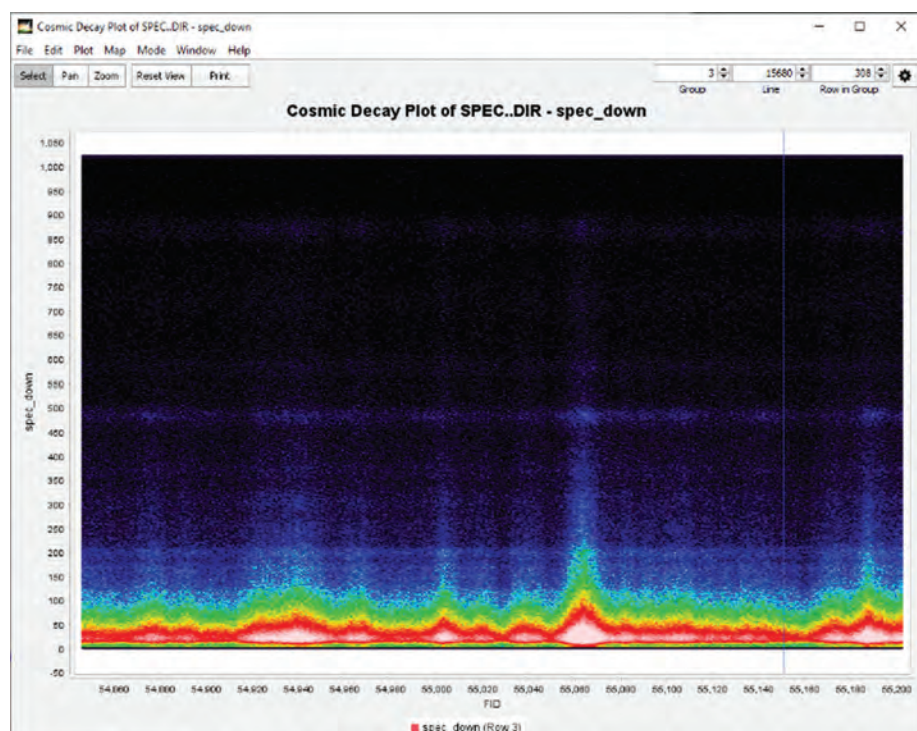 Cosmic Decay Plot of SPEC..DIR - spec_down
File Edit Plot Map Mode Window Help
Select Pan Zoom Reset View Print
3 15680 308
Group Line Row in Group
Cosmic Decay Plot of SPEC..DIR - spec_down
1,050
1,000
950
900
850
800
750
700
650
600
550
500
450
400
350
300
250
200
150
100
50
0
-50
spec_down
54,860 54,880 54,900 54,920 54,940 54,960 54,980 55,000 55,020 55,040 55,060 55,080 55,100 55,120 55,140 55,160 55,180 55,200
FID
spec_down (Row 3)